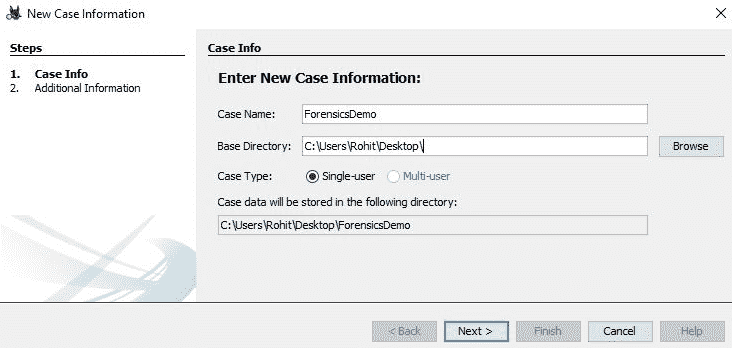 New Case Information
Steps
1. Case Info
2. Additional Information
Case Info
Enter New Case Information:
Case Name: ForensicsDemo
Base Directory: C:\Users\Rohit\Desktop\ Browse
Case Type: Single-user Multi-user
Case data will be stored in the following directory:
C:\Users\Rohit\Desktop\ForensicsDemo
< Back Next > Finish Cancel Help